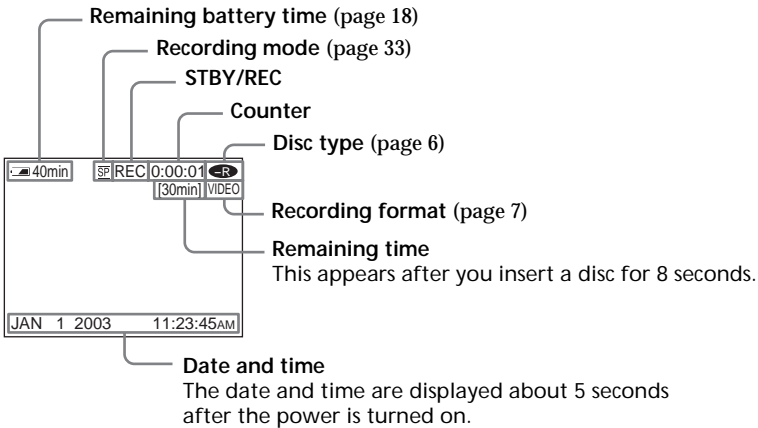 Remaining battery time (page 18)
Recording mode (page 33)
STBY/REC
Counter
Disc type (page 6)
40min SP REC 0:00:01 -R
[30min] VIDEO
Recording format (page 7)
Remaining time
This appears after you insert a disc for 8 seconds.
JAN 1 2003 11:23:45AM
Date and time
The date and time are displayed about 5 seconds
after the power is turned on.